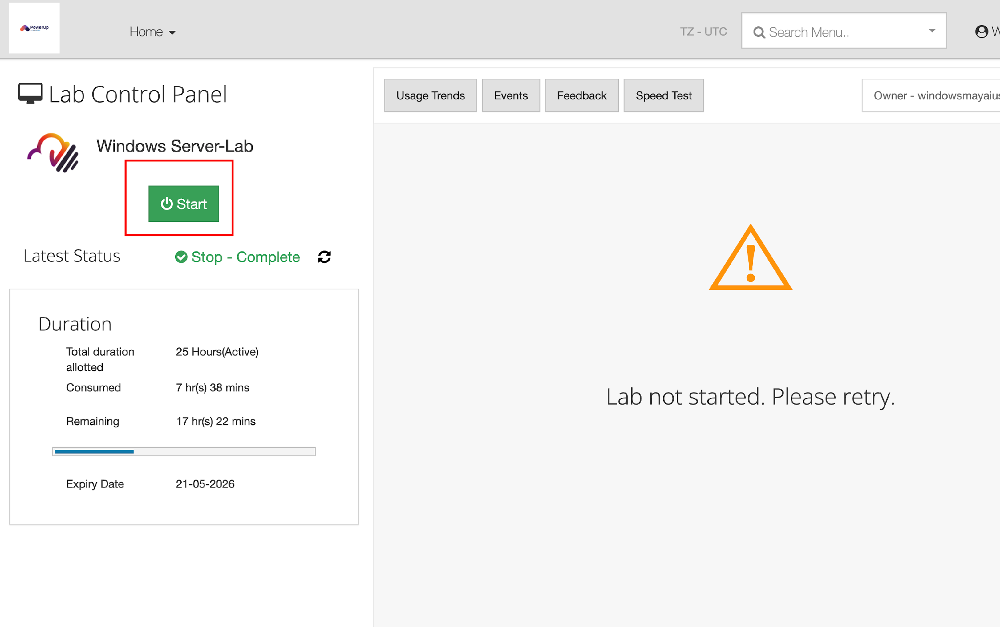 PowerUp
Home
TZ - UTC
Search Menu..
Lab Control Panel
Usage Trends
Events
Feedback
Speed Test
Owner - windowsmayaius
Windows Server-Lab
Start
Latest Status
Stop - Complete
Duration
Total duration
allotted
25 Hours(Active)
Consumed
7 hr(s) 38 mins
Remaining
17 hr(s) 22 mins
Expiry Date
21-05-2026
Lab not started. Please retry.